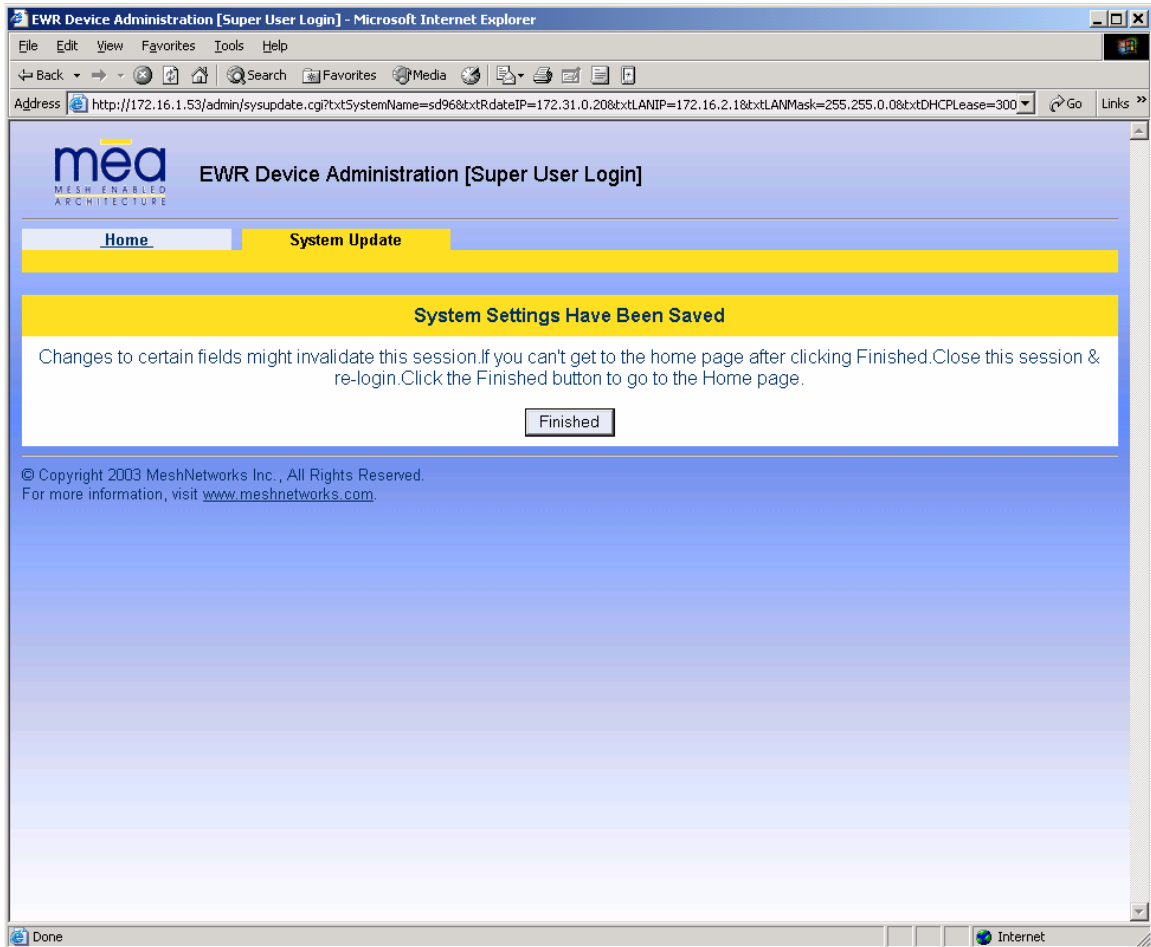 EWR Device Administration [Super User Login] - Microsoft Internet Explorer
File Edit View Favorites Tools Help
Back Search Favorites Media
Address http://172.16.1.53/admin/sysupdate.cgi?txtSystemName=sd96&txtRdateIP=172.31.0.20&txtLANIP=172.16.2.1&txtLANMask=255.255.0.0&txtDHCPLease=300 Go Links »
mea
MESH ENABLED
ARCHITECTURE
EWR Device Administration [Super User Login]
Home System Update
System Settings Have Been Saved
Changes to certain fields might invalidate this session.If you can't get to the home page after clicking Finished.Close this session &
re-login.Click the Finished button to go to the Home page.
Finished
© Copyright 2003 MeshNetworks Inc., All Rights Reserved.
For more information, visit www.meshnetworks.com.
Done Internet